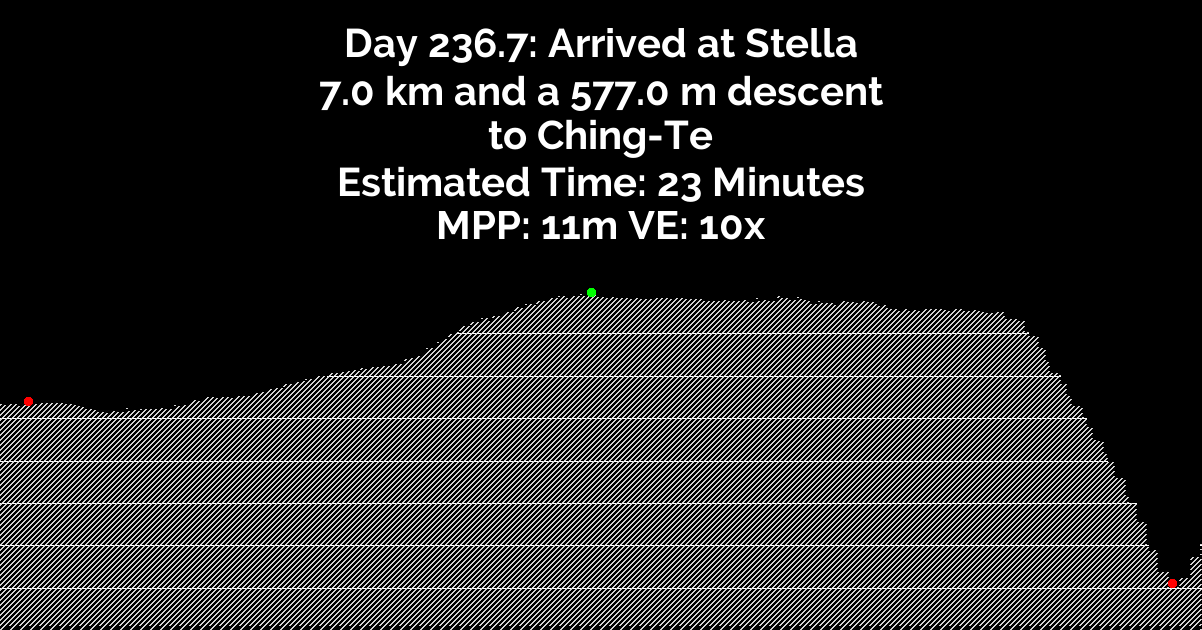 Day 236.7: Arrived at Stella
7.0 km and a 577.0 m descent
to Ching-Te
Estimated Time: 23 Minutes
MPP: 11m VE: 10x